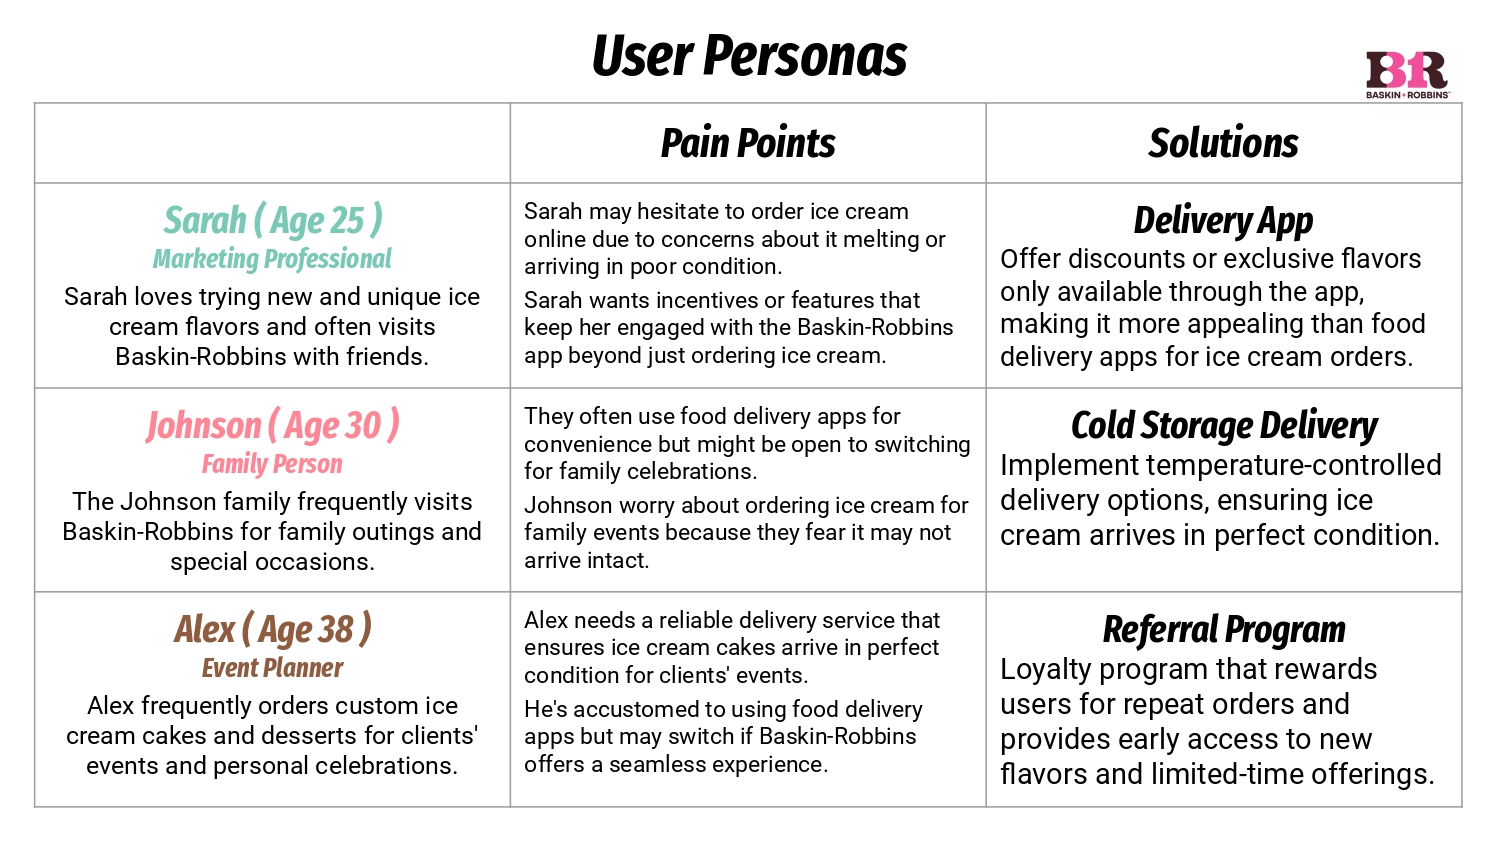 User Personas
BR
BASKIN·ROBBINS
Pain Points
Solutions
Sarah ( Age 25 )
Marketing Professional
Sarah loves trying new and unique ice
cream flavors and often visits
Baskin-Robbins with friends.
Sarah may hesitate to order ice cream
online due to concerns about it melting or
arriving in poor condition.
Sarah wants incentives or features that
keep her engaged with the Baskin-Robbins
app beyond just ordering ice cream.
Delivery App
Offer discounts or exclusive flavors
only available through the app,
making it more appealing than food
delivery apps for ice cream orders.
Johnson ( Age 30 )
Family Person
The Johnson family frequently visits
Baskin-Robbins for family outings and
special occasions.
They often use food delivery apps for
convenience but might be open to switching
for family celebrations.
Johnson worry about ordering ice cream for
family events because they fear it may not
arrive intact.
Cold Storage Delivery
Implement temperature-controlled
delivery options, ensuring ice
cream arrives in perfect condition.
Alex ( Age 38 )
Event Planner
Alex frequently orders custom ice
cream cakes and desserts for clients'
events and personal celebrations.
Alex needs a reliable delivery service that
ensures ice cream cakes arrive in perfect
condition for clients' events.
He's accustomed to using food delivery
apps but may switch if Baskin-Robbins
offers a seamless experience.
Referral Program
Loyalty program that rewards
users for repeat orders and
provides early access to new
flavors and limited-time offerings.